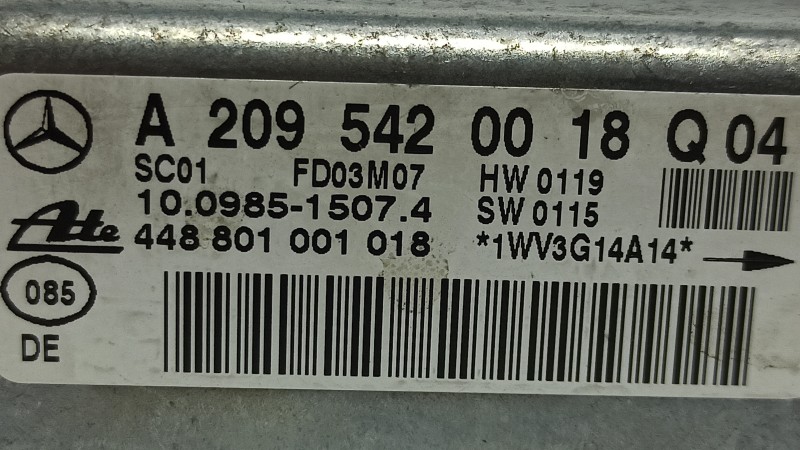 A 209 542 00 18 Q 04
SC01 FD03M07 HW 0119
10.0985-1507.4 SW 0115
Ate 448 801 001 018 *1WV3G14A14*
085
DE